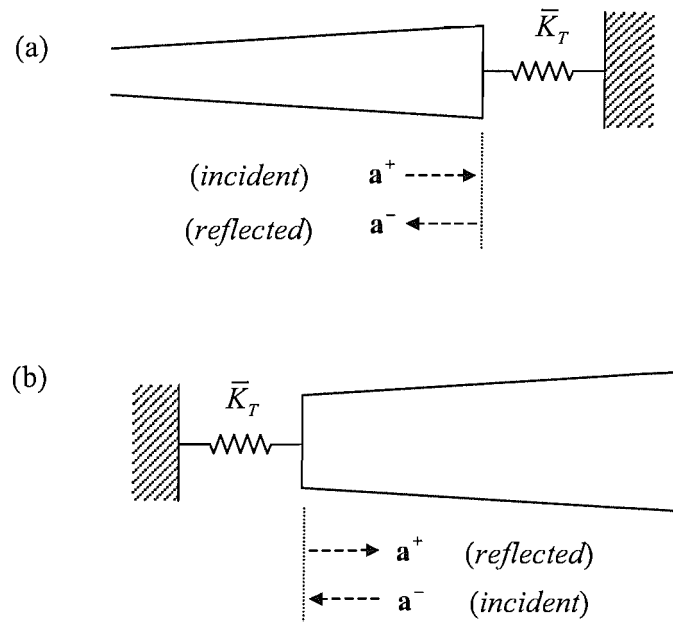 (a)
K̅_T
(incident) a⁺
(reflected) a⁻
(b)
K̅_T
a⁺ (reflected)
a⁻ (incident)